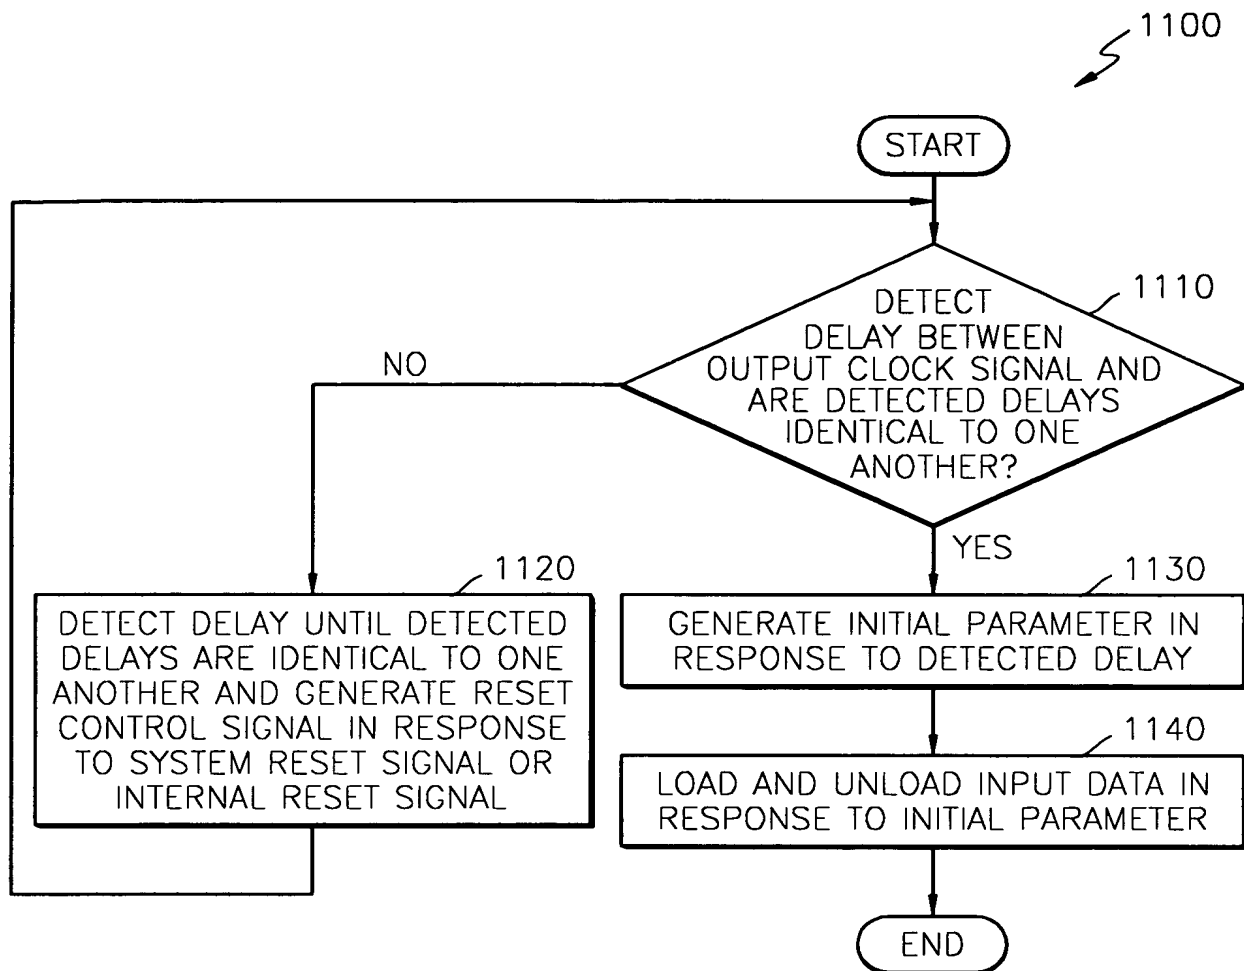 1100
START
1110
DETECT
DELAY BETWEEN
OUTPUT CLOCK SIGNAL AND
ARE DETECTED DELAYS
IDENTICAL TO ONE
ANOTHER?
NO
YES
1120
DETECT DELAY UNTIL DETECTED
DELAYS ARE IDENTICAL TO ONE
ANOTHER AND GENERATE RESET
CONTROL SIGNAL IN RESPONSE
TO SYSTEM RESET SIGNAL OR
INTERNAL RESET SIGNAL
1130
GENERATE INITIAL PARAMETER IN
RESPONSE TO DETECTED DELAY
1140
LOAD AND UNLOAD INPUT DATA IN
RESPONSE TO INITIAL PARAMETER
END